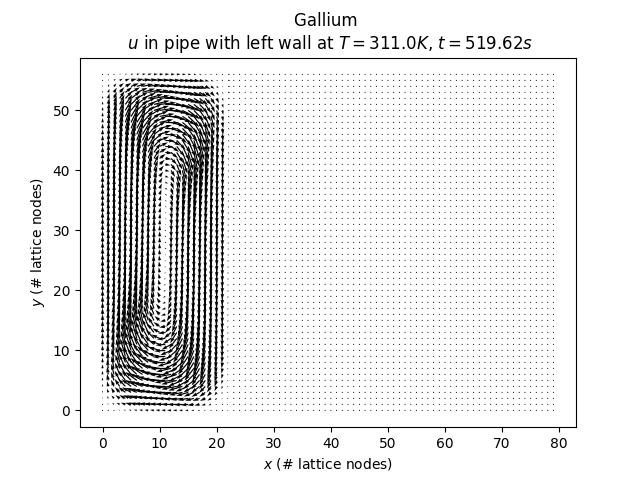 Gallium
u in pipe with left wall at T = 311.0K, t = 519.62s
50
40
30
20
10
0
y (# lattice nodes)
0 10 20 30 40 50 60 70 80
x (# lattice nodes)